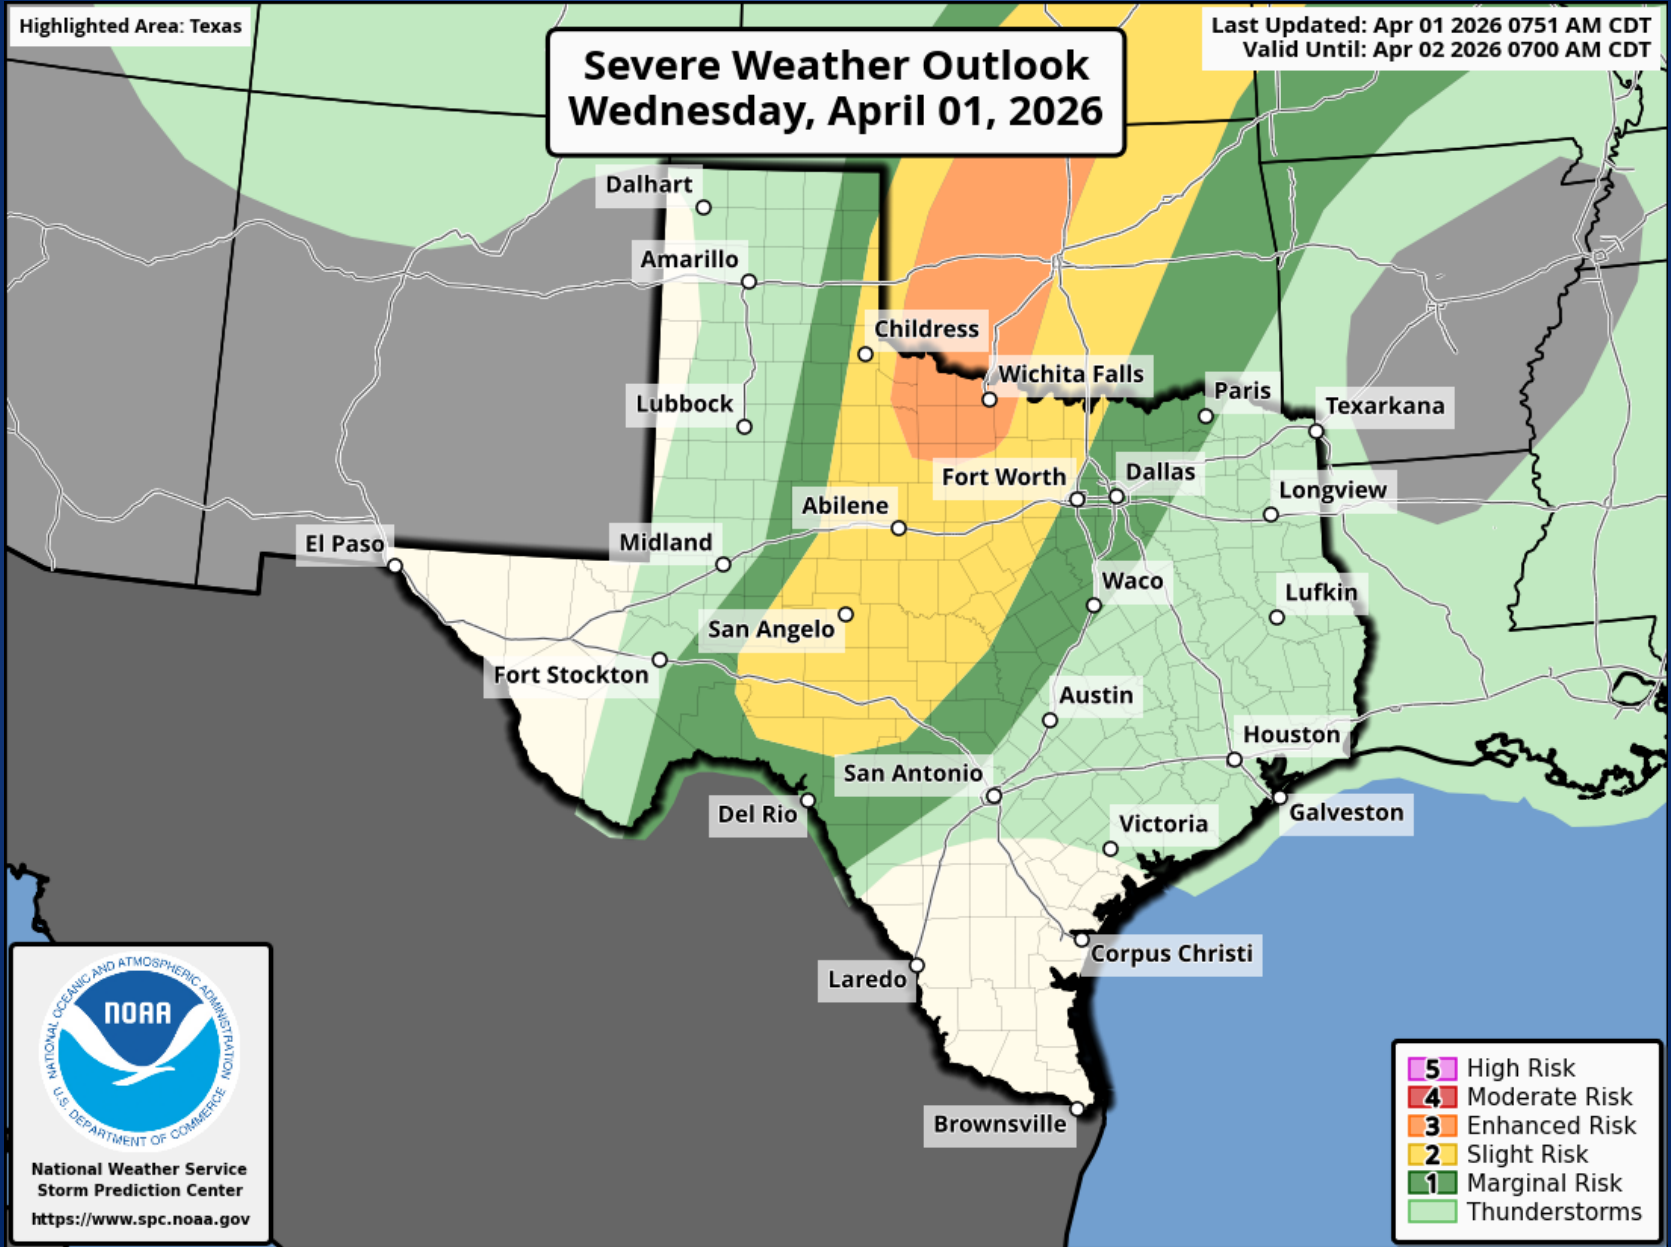 Highlighted Area: Texas
Severe Weather Outlook
Wednesday, April 01, 2026
Last Updated: Apr 01 2026 0751 AM CDT
Valid Until: Apr 02 2026 0700 AM CDT
Dalhart
Amarillo
Childress
Wichita Falls
Lubbock
Paris
Texarkana
Fort Worth
Dallas
Longview
Abilene
El Paso
Midland
Waco
Lufkin
San Angelo
Fort Stockton
Austin
Houston
San Antonio
Del Rio
Galveston
Victoria
Corpus Christi
Laredo
Brownsville
NATIONAL OCEANIC AND ATMOSPHERIC ADMINISTRATION
NOAA
U.S. DEPARTMENT OF COMMERCE
National Weather Service
Storm Prediction Center
https://www.spc.noaa.gov
5 High Risk
4 Moderate Risk
3 Enhanced Risk
2 Slight Risk
1 Marginal Risk
Thunderstorms